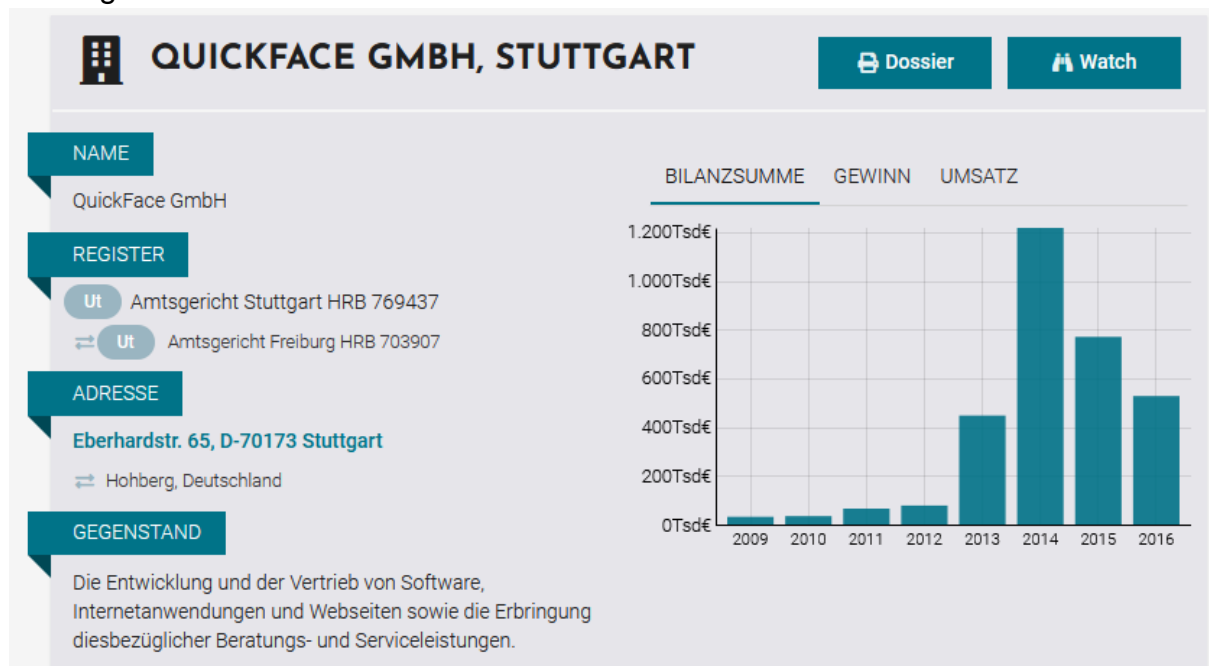 QUICKFACE GMBH, STUTTGART
Dossier
Watch
NAME
QuickFace GmbH
REGISTER
Ut Amtsgericht Stuttgart HRB 769437
Ut Amtsgericht Freiburg HRB 703907
ADRESSE
Eberhardstr. 65, D-70173 Stuttgart
Hohberg, Deutschland
GEGENSTAND
Die Entwicklung und der Vertrieb von Software,
Internetanwendungen und Webseiten sowie die Erbringung
diesbezüglicher Beratungs- und Serviceleistungen.
BILANZSUMME GEWINN UMSATZ
1.200Tsd€
1.000Tsd€
800Tsd€
600Tsd€
400Tsd€
200Tsd€
0Tsd€
2009 2010 2011 2012 2013 2014 2015 2016